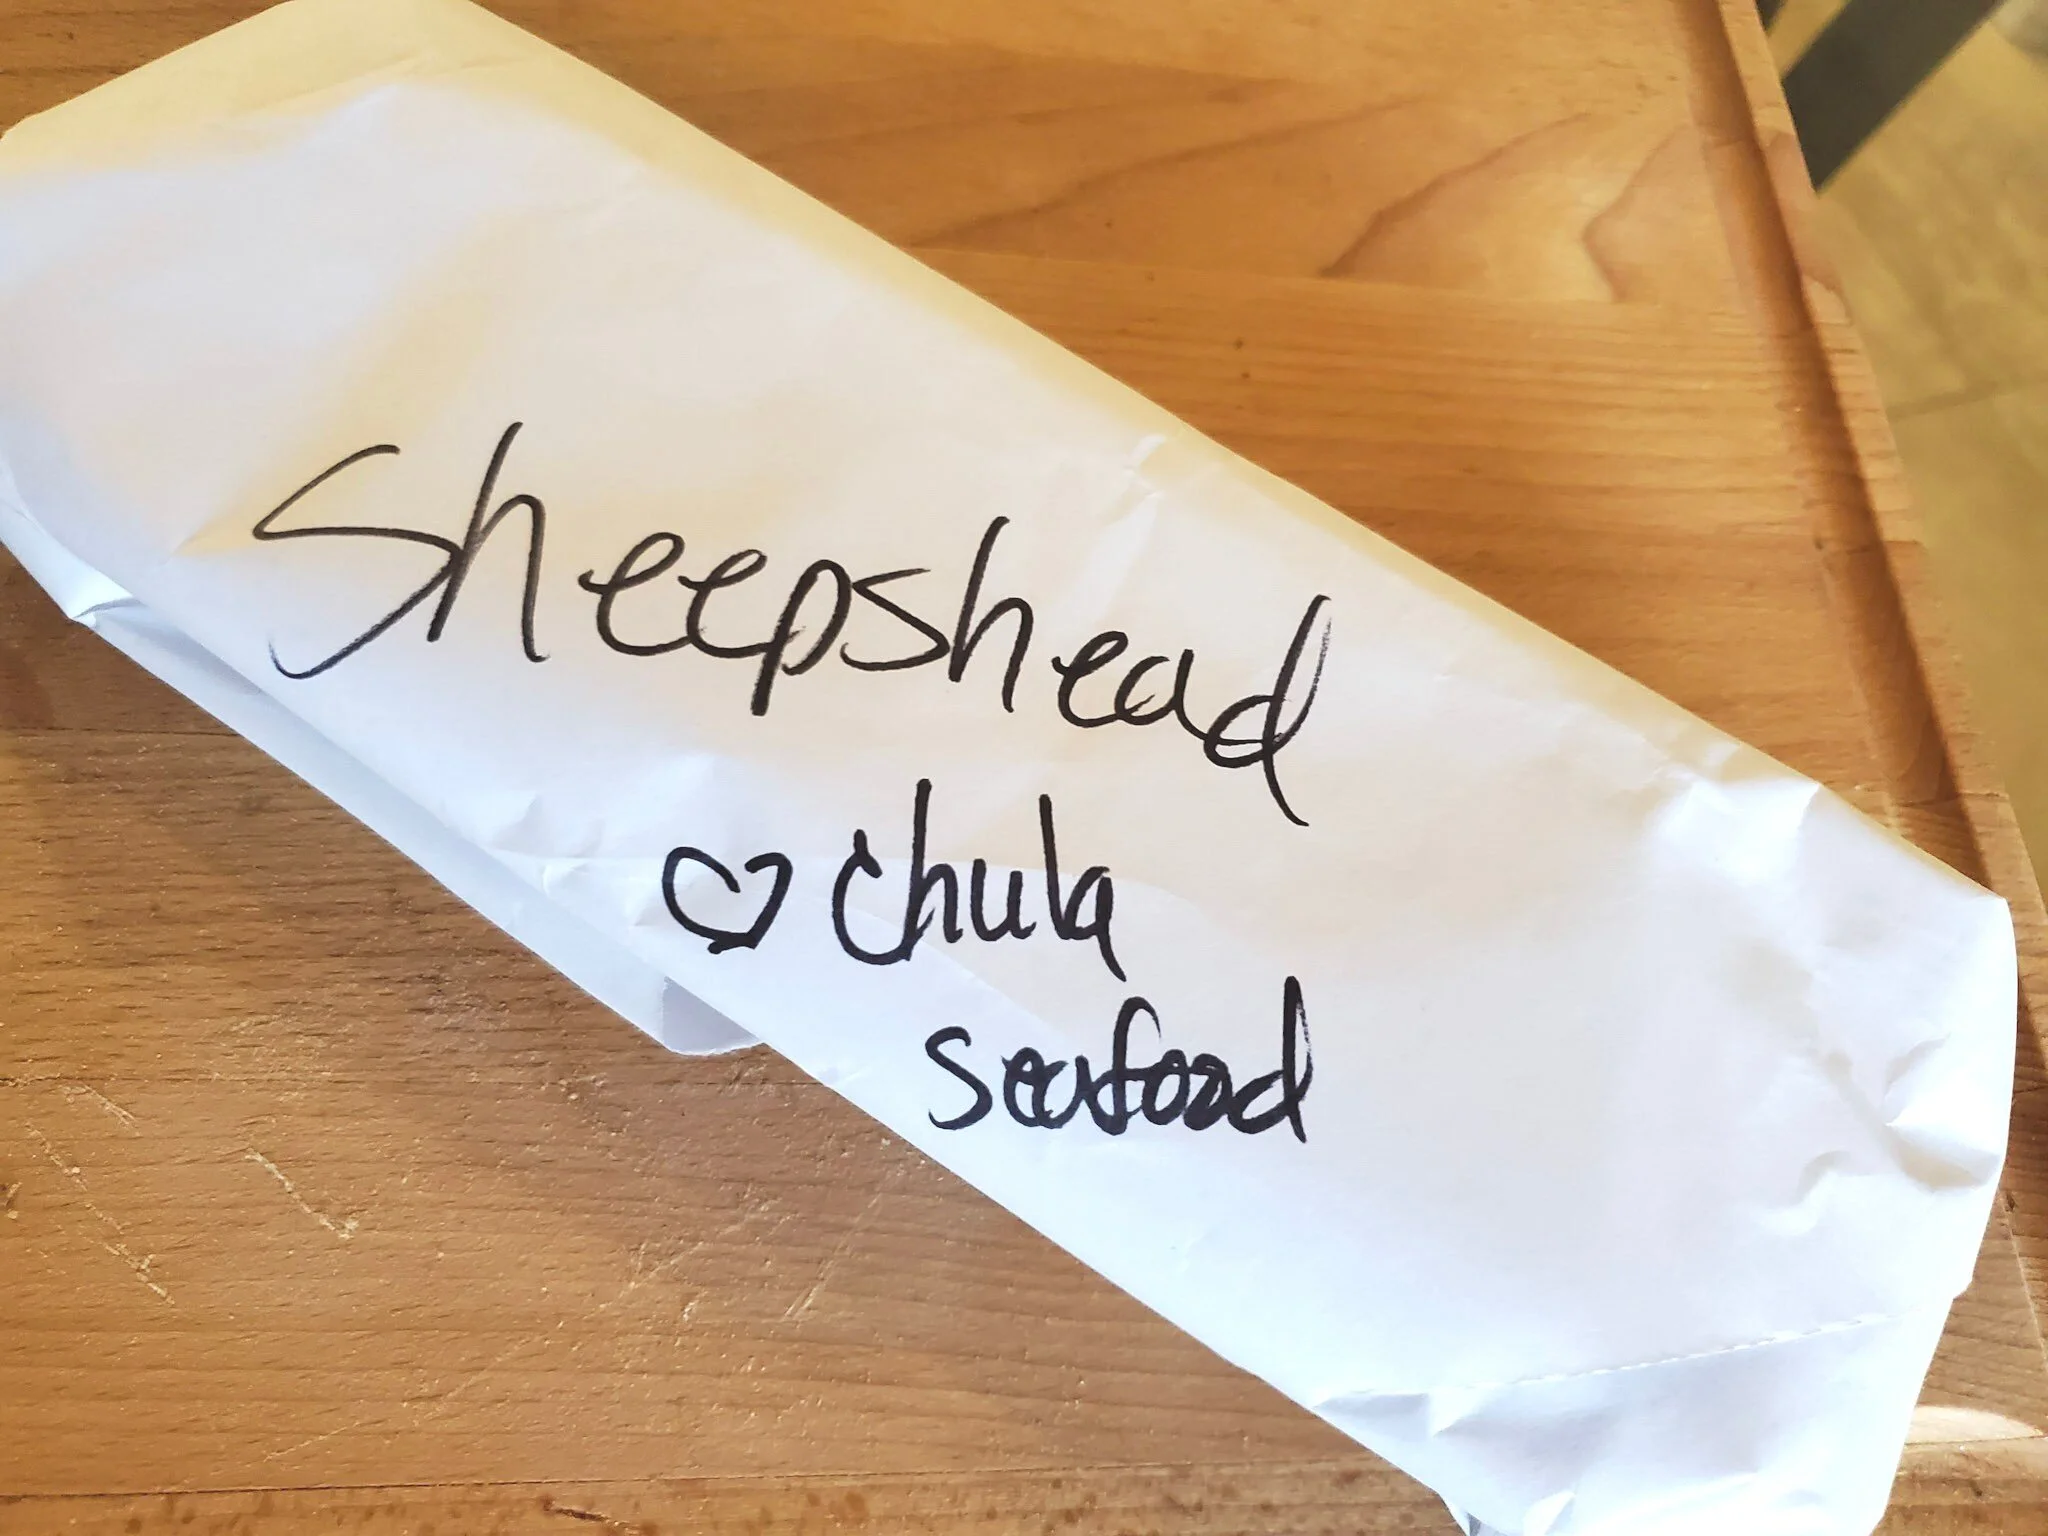 Sheepshead
♡ chula
seafood